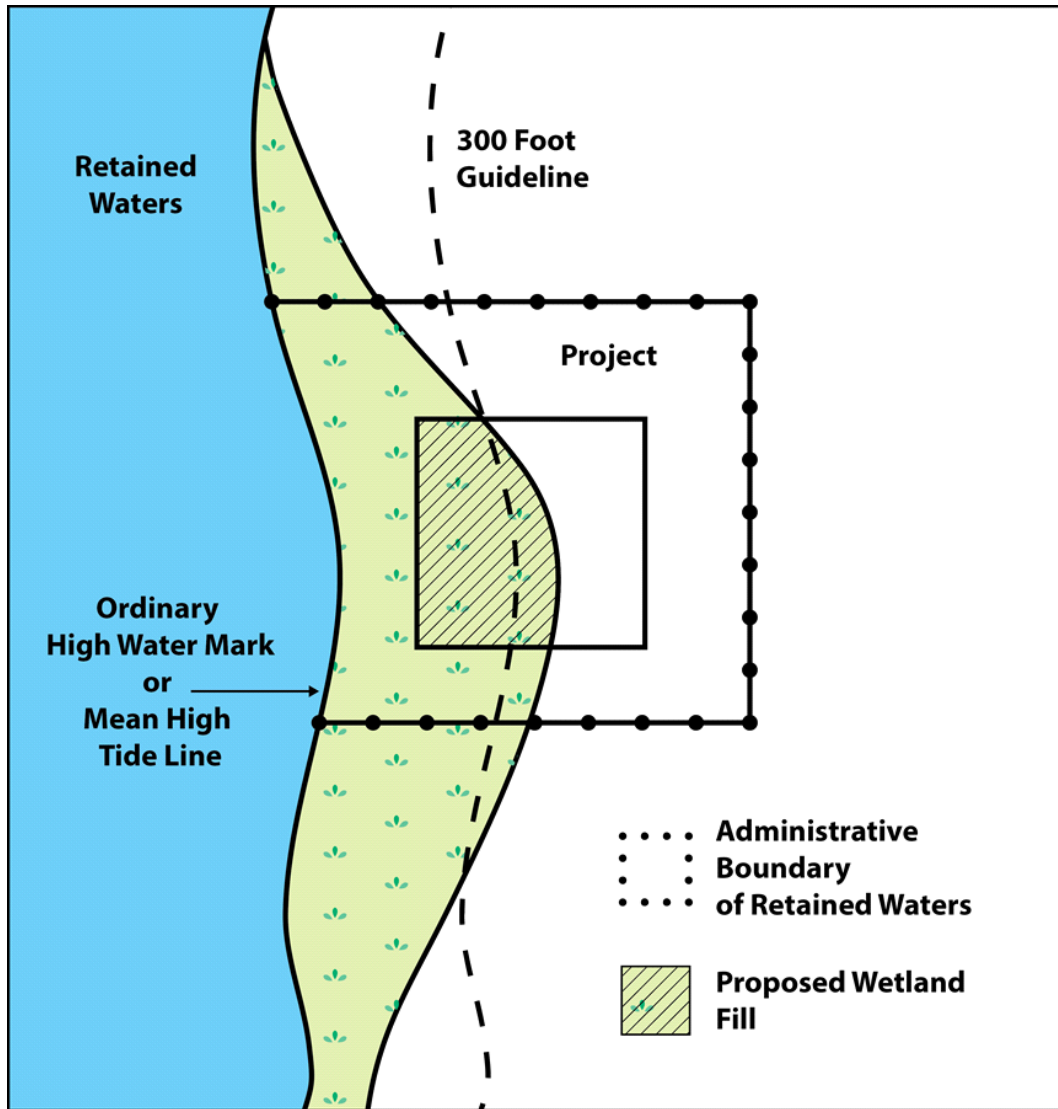 300 Foot
Guideline
Retained
Waters
Project
Ordinary
High Water Mark
or
Mean High
Tide Line
Administrative
Boundary
of Retained Waters
Proposed Wetland
Fill